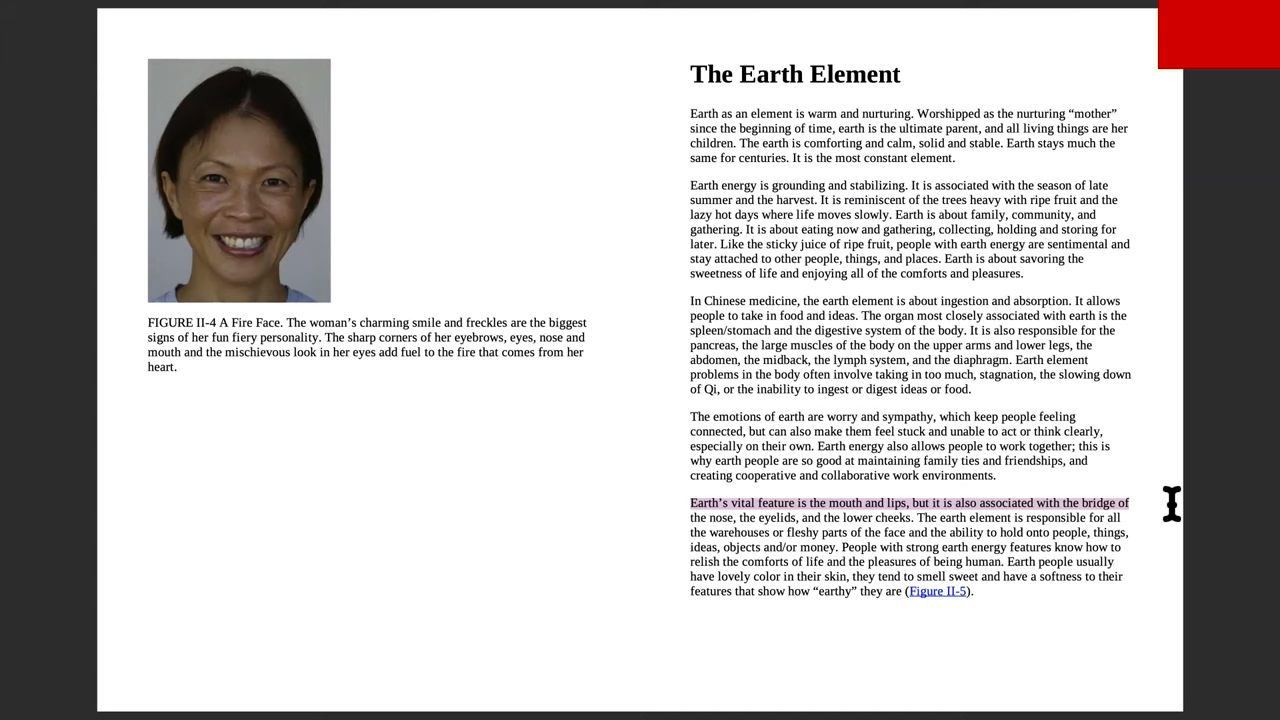 FIGURE II-4 A Fire Face. The woman’s charming smile and freckles are the biggest
signs of her fun fiery personality. The sharp corners of her eyebrows, eyes, nose and
mouth and the mischievous look in her eyes add fuel to the fire that comes from her
heart.
The Earth Element
Earth as an element is warm and nurturing. Worshipped as the nurturing “mother”
since the beginning of time, earth is the ultimate parent, and all living things are her
children. The earth is comforting and calm, solid and stable. Earth stays much the
same for centuries. It is the most constant element.
Earth energy is grounding and stabilizing. It is associated with the season of late
summer and the harvest. It is reminiscent of the trees heavy with ripe fruit and the
lazy hot days where life moves slowly. Earth is about family, community, and
gathering. It is about eating now and gathering, collecting, holding and storing for
later. Like the sticky juice of ripe fruit, people with earth energy are sentimental and
stay attached to other people, things, and places. Earth is about savoring the
sweetness of life and enjoying all of the comforts and pleasures.
In Chinese medicine, the earth element is about ingestion and absorption. It allows
people to take in food and ideas. The organ most closely associated with earth is the
spleen/stomach and the digestive system of the body. It is also responsible for the
pancreas, the large muscles of the body on the upper arms and lower legs, the
abdomen, the midback, the lymph system, and the diaphragm. Earth element
problems in the body often involve taking in too much, stagnation, the slowing down
of Qi, or the inability to ingest or digest ideas or food.
The emotions of earth are worry and sympathy, which keep people feeling
connected, but can also make them feel stuck and unable to act or think clearly,
especially on their own. Earth energy also allows people to work together; this is
why earth people are so good at maintaining family ties and friendships, and
creating cooperative and collaborative work environments.
Earth’s vital feature is the mouth and lips, but it is also associated with the bridge of
the nose, the eyelids, and the lower cheeks. The earth element is responsible for all
the warehouses or fleshy parts of the face and the ability to hold onto people, things,
ideas, objects and/or money. People with strong earth energy features know how to
relish the comforts of life and the pleasures of being human. Earth people usually
have lovely color in their skin, they tend to smell sweet and have a softness to their
features that show how “earthy” they are (Figure II-5).